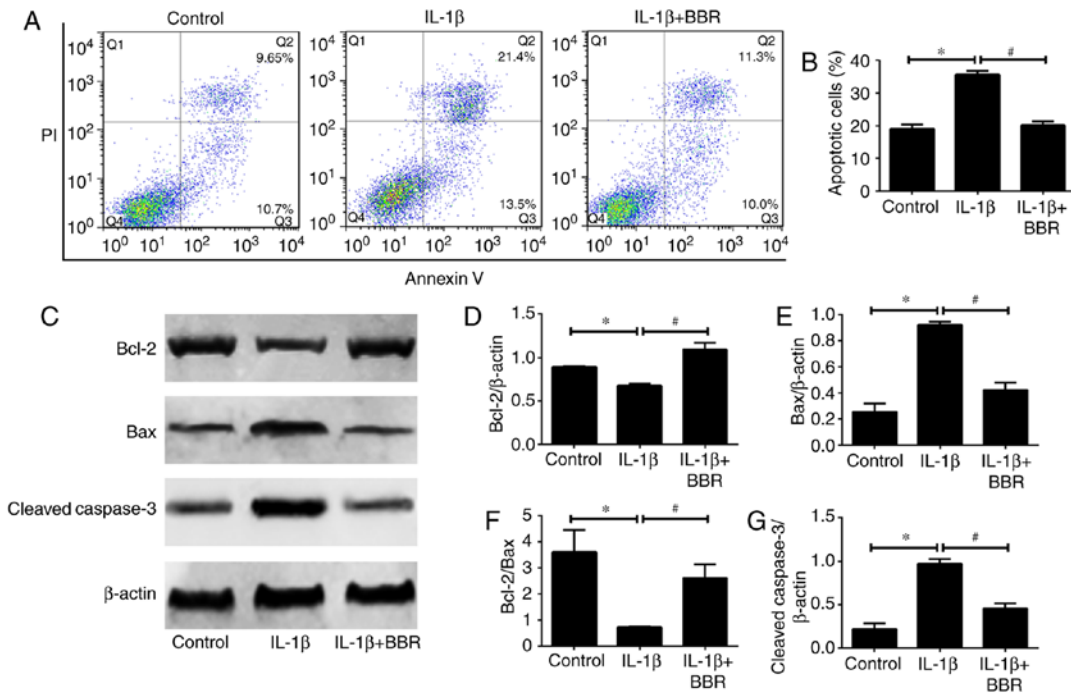 A
Control
IL-1β
IL-1β+BBR
PI
10⁴
10³
10²
10¹
10⁰
Q1
Q2
9.65%
10.7%
Q4
Q3
10⁰ 10¹ 10² 10³ 10⁴
Q1
Q2
21.4%
13.5%
Q4
Q3
10⁰ 10¹ 10² 10³ 10⁴
Q1
Q2
11.3%
10.0%
Q4
Q3
10⁰ 10¹ 10² 10³ 10⁴
10⁴
10³
10²
10¹
10⁰
10⁴
10³
10²
10¹
10⁰
Annexin V
B
Apoptotic cells (%)
40
30
20
10
0
* #
Control IL-1β IL-1β+
BBR
C
Bcl-2
Bax
Cleaved caspase-3
β-actin
Control IL-1β IL-1β+BBR
D
Bcl-2/β-actin
1.5
1.0
0.5
0.0
* #
Control IL-1β IL-1β+
BBR
E
Bax/β-actin
1.0
0.8
0.6
0.4
0.2
0.0
* #
Control IL-1β IL-1β+
BBR
F
Bcl-2/Bax
5
4
3
2
1
0
* #
Control IL-1β IL-1β+
BBR
G
Cleaved caspase-3/
β-actin
1.5
1.0
0.5
0.0
* #
Control IL-1β IL-1β+
BBR